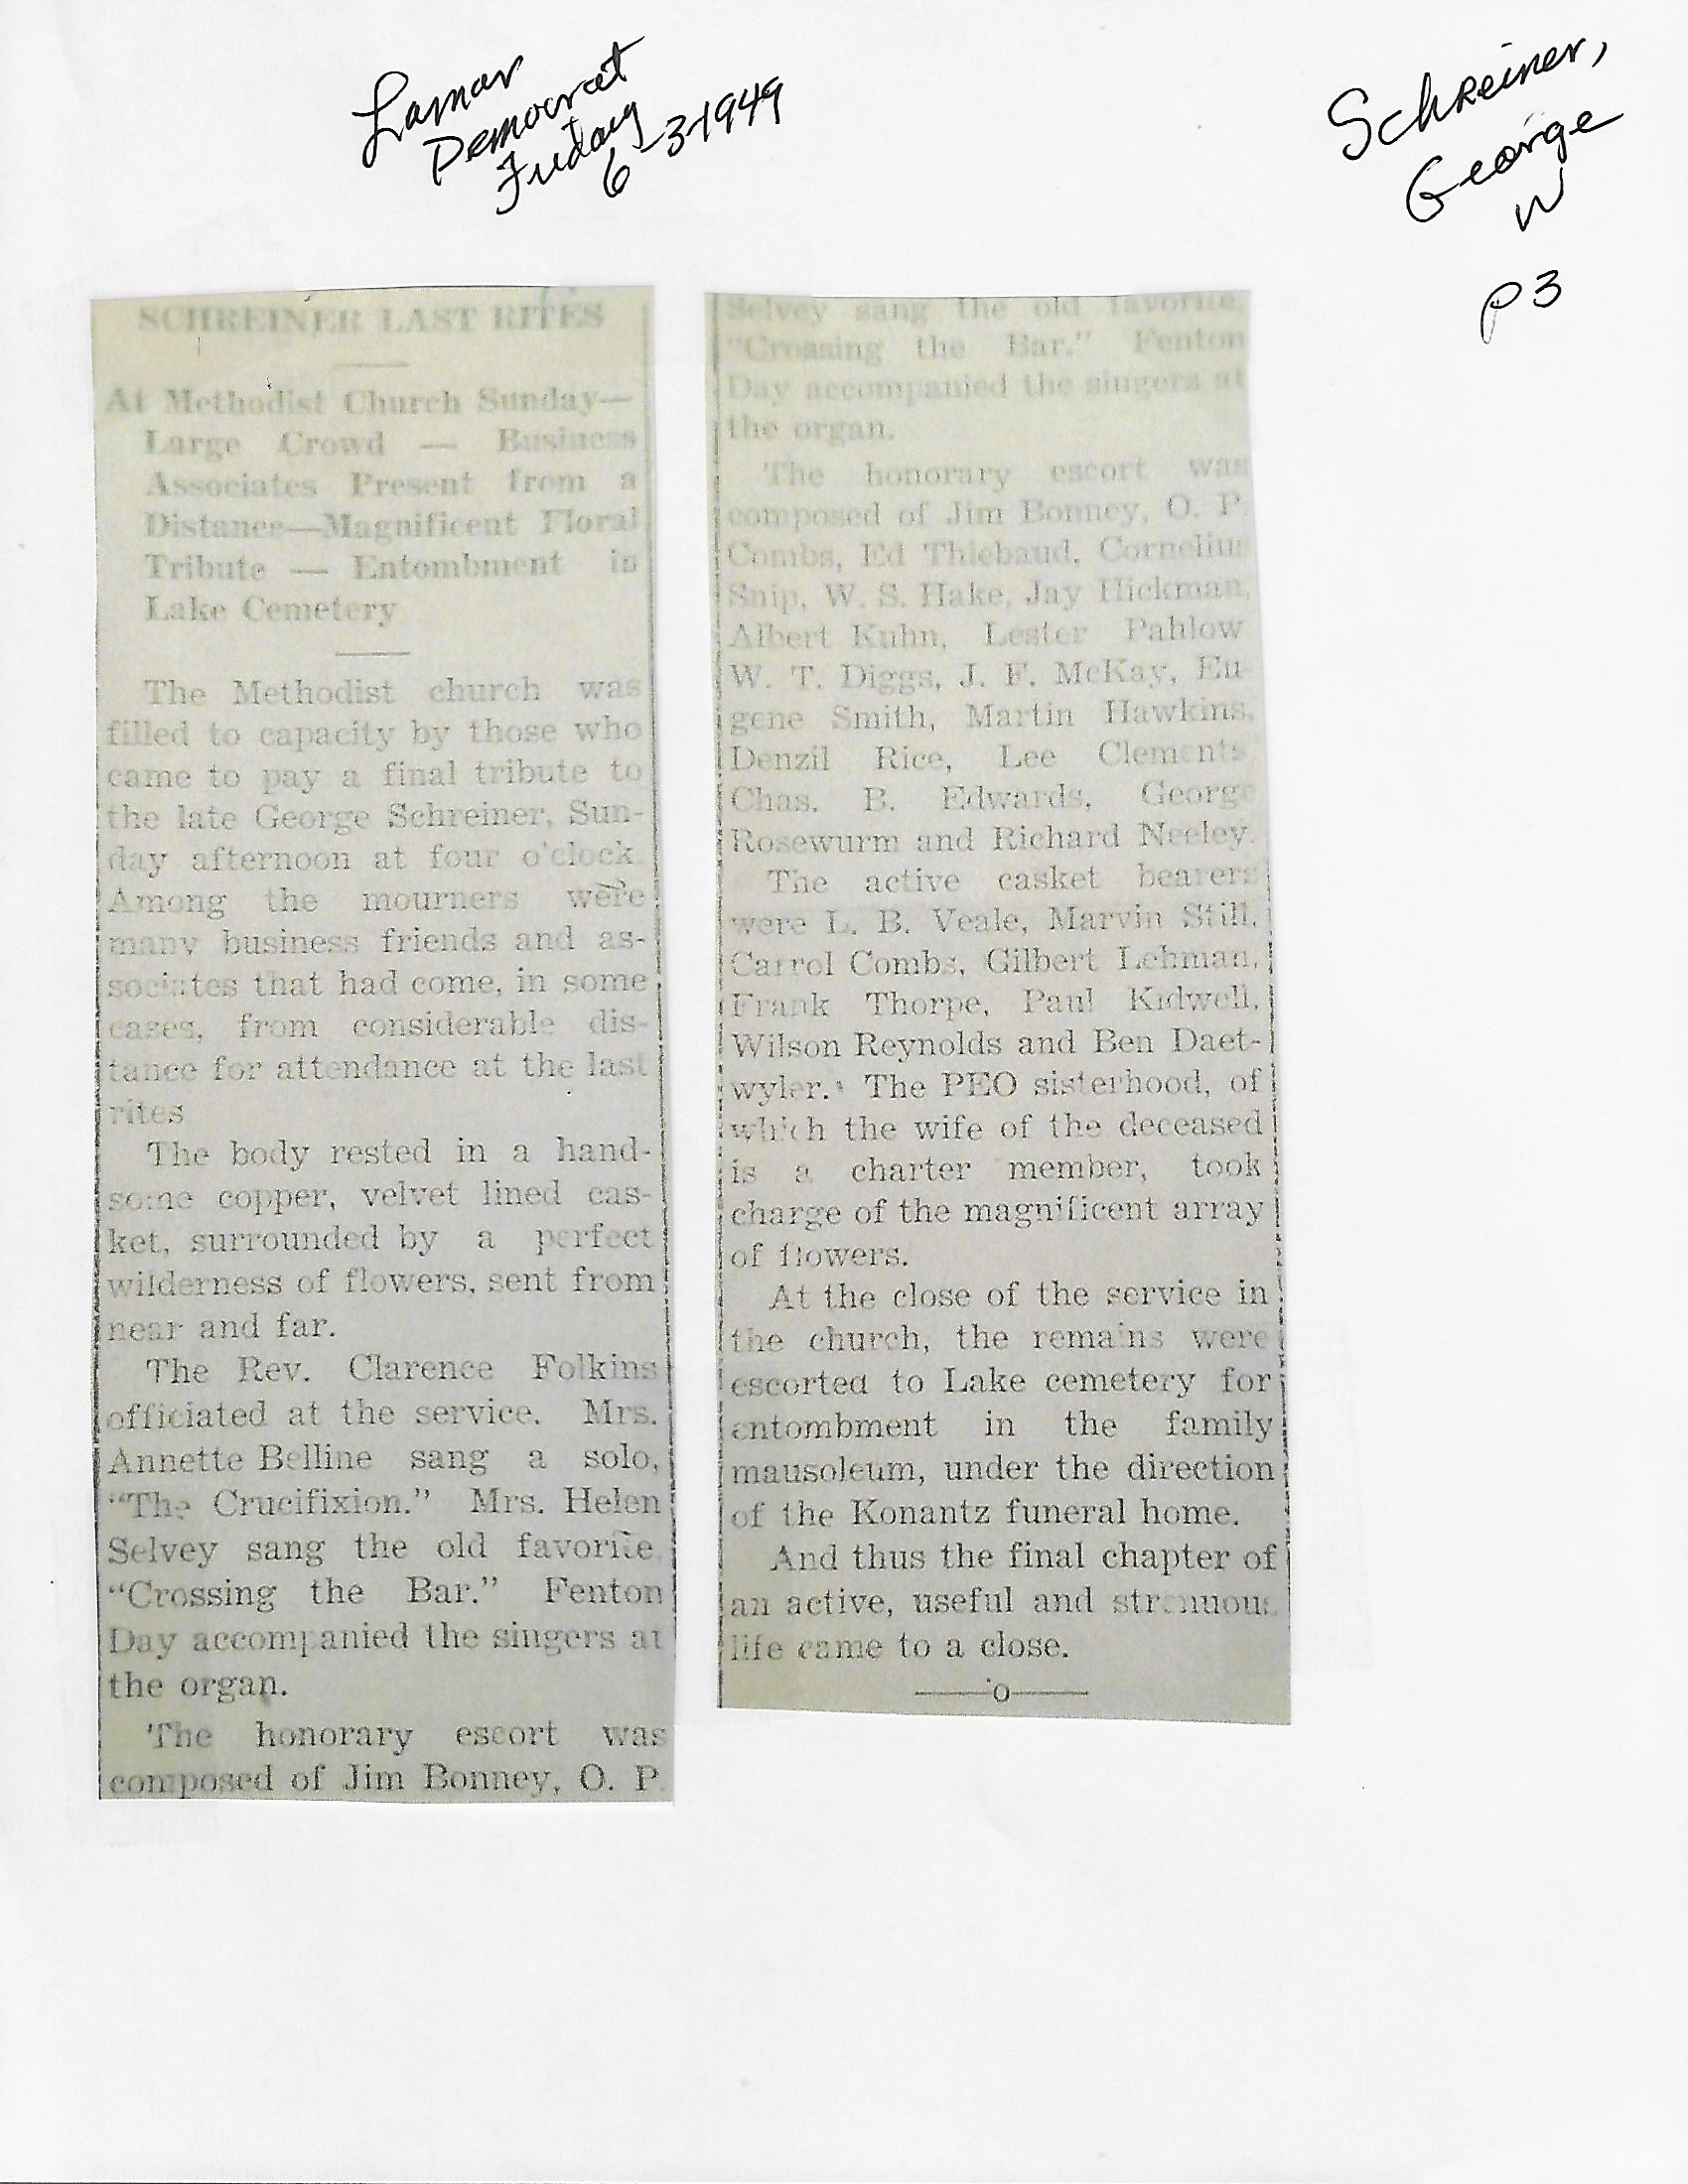 Lamar
Democrat
Friday
6-3-1949
Schreiner,
George
W
P3
SCHREINER LAST RITES
At Methodist Church Sunday—
Large Crowd — Business
Associates Present from a
Distance—Magnificent Floral
Tribute — Entombment in
Lake Cemetery
The Methodist church was
filled to capacity by those who
came to pay a final tribute to
the late George Schreiner, Sun-
day afternoon at four o'clock.
Among the mourners were
many business friends and as-
sociates that had come, in some
cases, from considerable dis-
tance for attendance at the last
rites
The body rested in a hand-
some copper, velvet lined cas-
ket, surrounded by a perfect
wilderness of flowers, sent from
near and far.
The Rev. Clarence Folkins
officiated at the service. Mrs.
Annette Belline sang a solo,
"The Crucifixion." Mrs. Helen
Selvey sang the old favorite,
"Crossing the Bar." Fenton
Day accompanied the singers at
the organ.
The honorary escort was
composed of Jim Bonney, O. P.
Selvey sang the old favorite,
"Crossing the Bar." Fenton
Day accompanied the singers at
the organ.
The honorary escort was
composed of Jim Bonney, O. P.
Combs, Ed Thiebaud, Cornelius
Snip, W. S. Hake, Jay Hickman,
Albert Kuhn, Lester Pahlow
W. T. Diggs, J. F. McKay, Eu-
gene Smith, Martin Hawkins,
Denzil Rice, Lee Clements,
Chas. B. Edwards, George
Rosewurm and Richard Neeley.
The active casket bearers
were L. B. Veale, Marvin Still,
Carrol Combs, Gilbert Lehman,
Frank Thorpe, Paul Kidwell,
Wilson Reynolds and Ben Daet-
wyler. The PEO sisterhood, of
which the wife of the deceased
is a charter member, took
charge of the magnificent array
of flowers.
At the close of the service in
the church, the remains were
escorted to Lake cemetery for
entombment in the family
mausoleum, under the direction
of the Konantz funeral home.
And thus the final chapter of
an active, useful and strenuous
life came to a close.
——o——